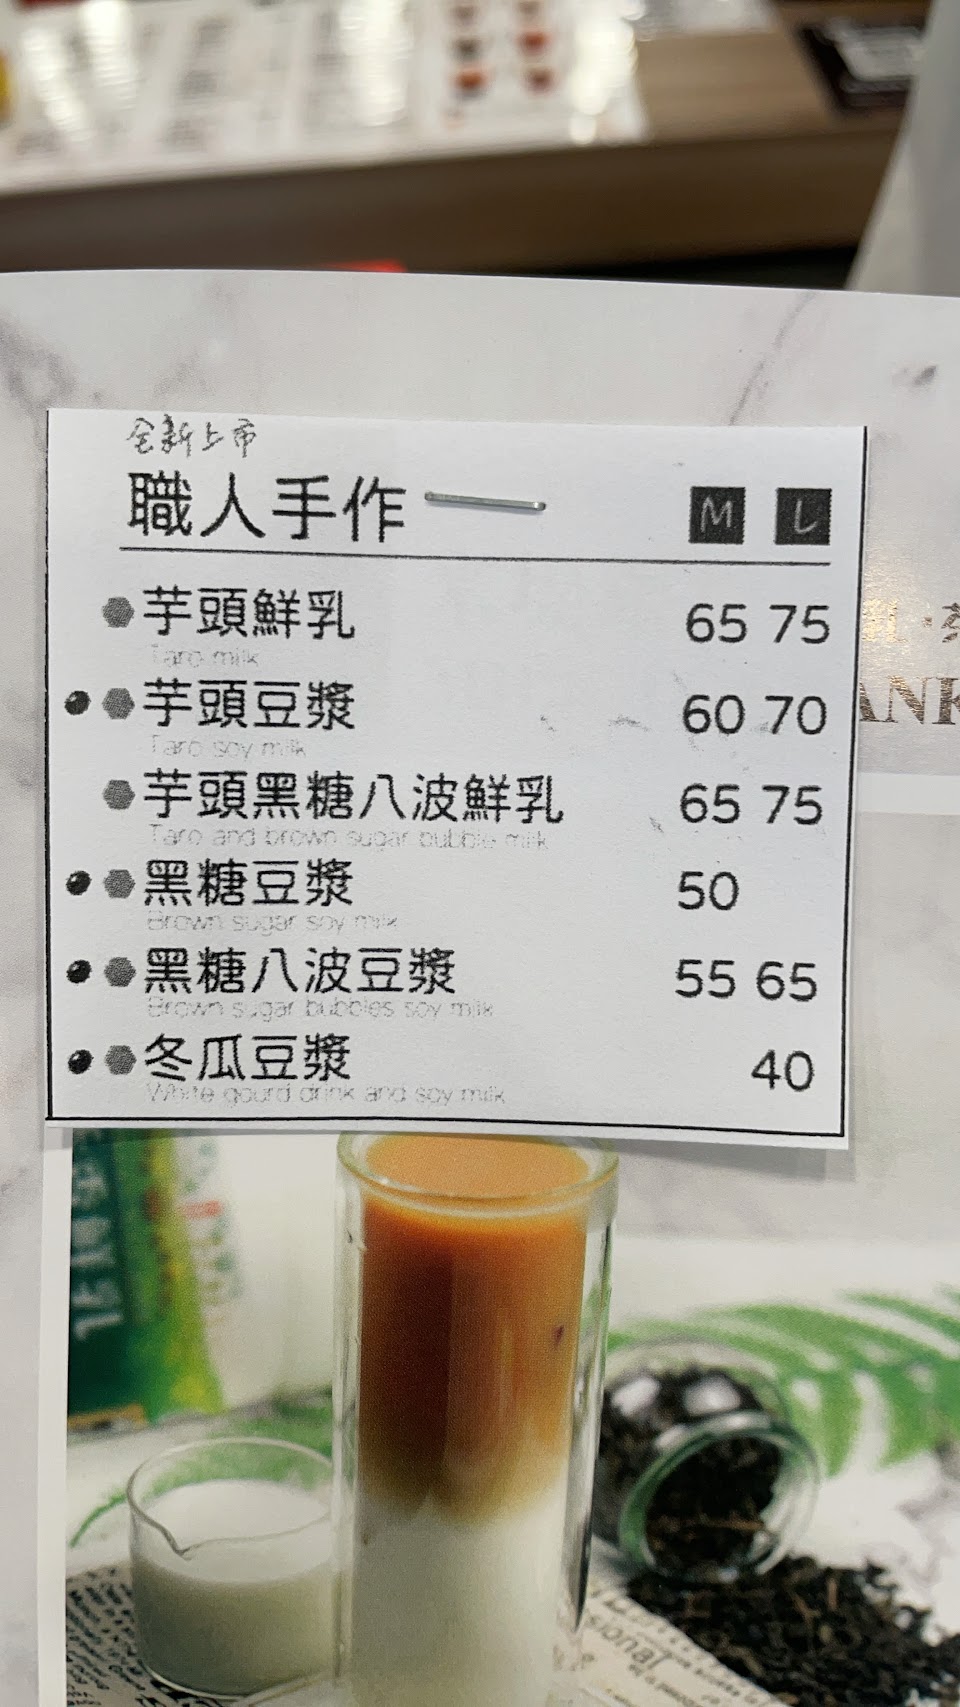 全新上市
職人手作 M L
芋頭鮮乳 65 75
Taro milk
芋頭豆漿 60 70
Taro soy milk
芋頭黑糖八波鮮乳 65 75
Taro and brown sugar bubble milk
黑糖豆漿 50
Brown sugar soy milk
黑糖八波豆漿 55 65
Brown sugar bubbles soy milk
冬瓜豆漿 40
White gourd drink and soy milk
ANK
sional